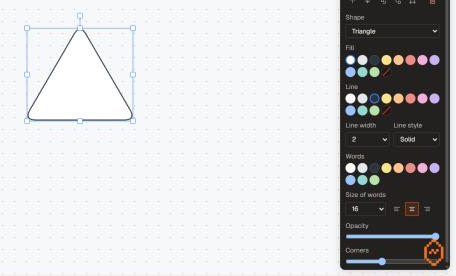 Shape
Triangle
Fill
Line
Line width Line style
2 Solid
Words
Size of words
16
Opacity
Corners